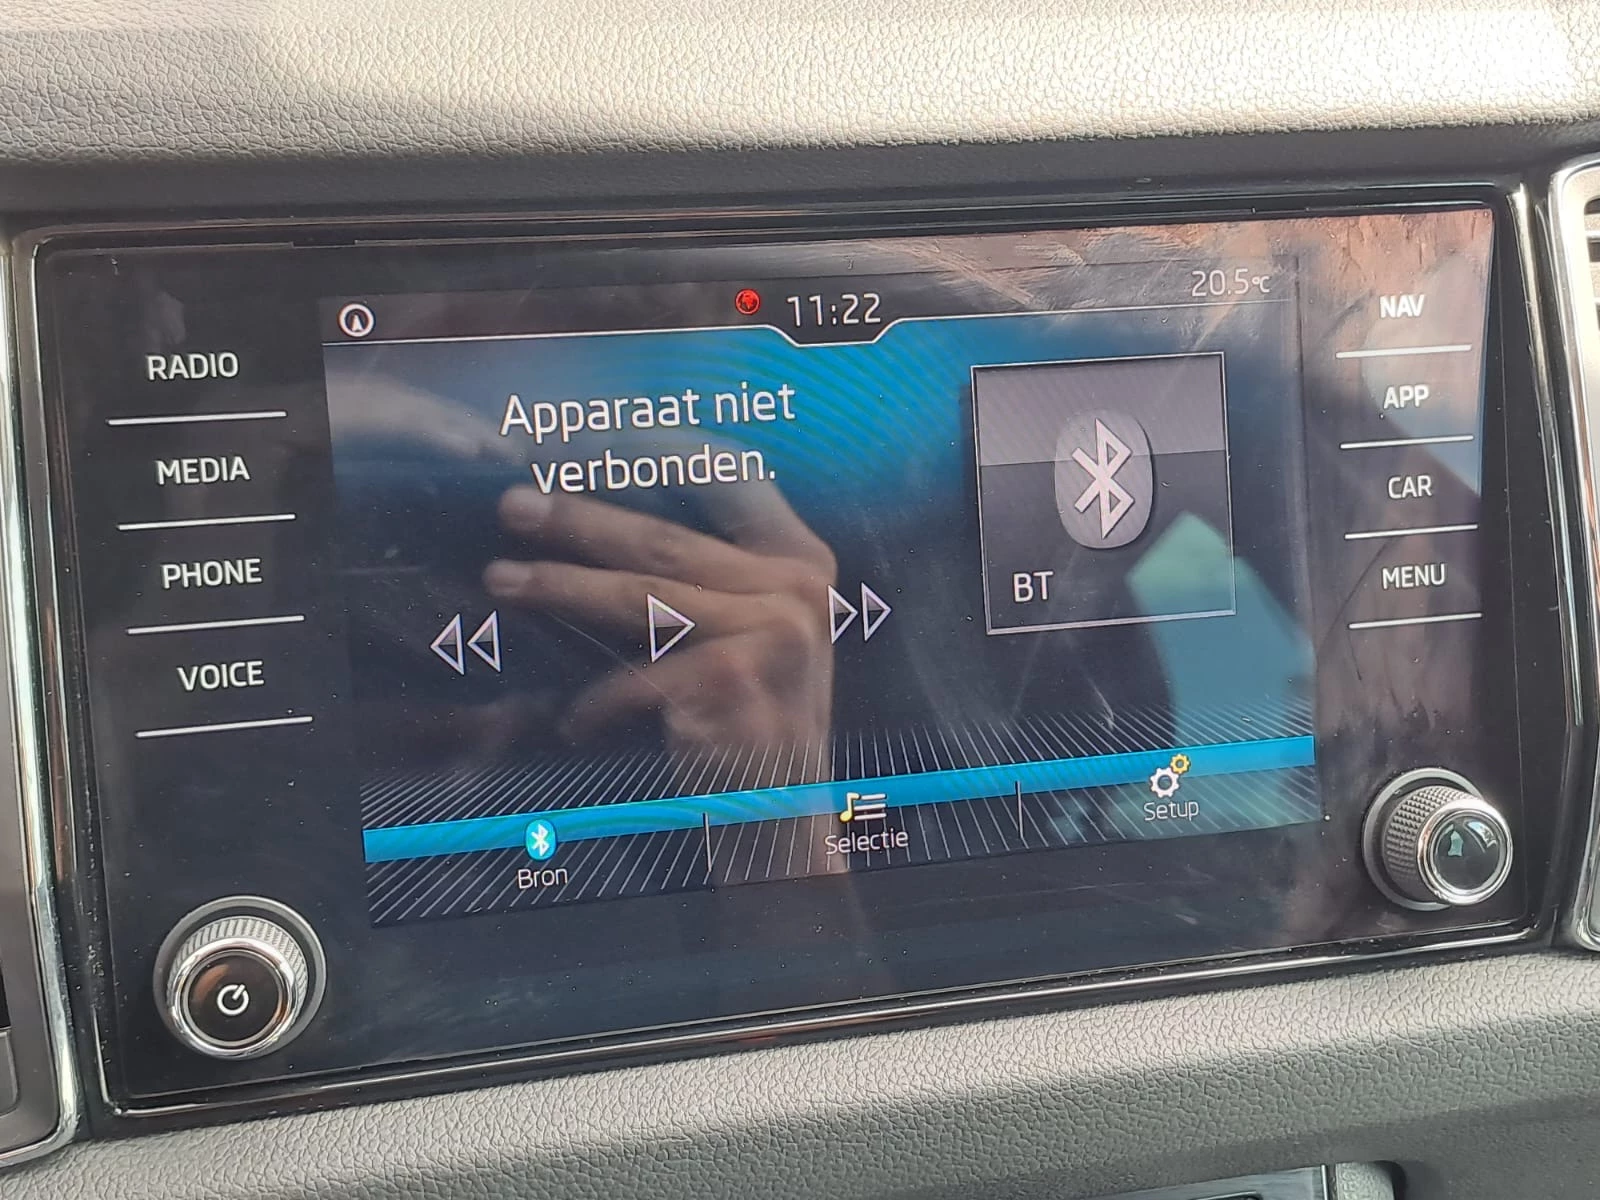 11:22
20.5°C
RADIO
MEDIA
PHONE
VOICE
Apparaat niet
verbonden.
BT
NAV
APP
CAR
MENU
Bron
Selectie
Setup